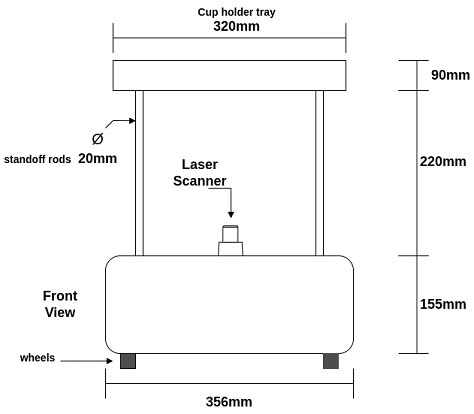 Cup holder tray
320mm
90mm
Ø
standoff rods 20mm
220mm
Laser
Scanner
Front
View
155mm
wheels
356mm